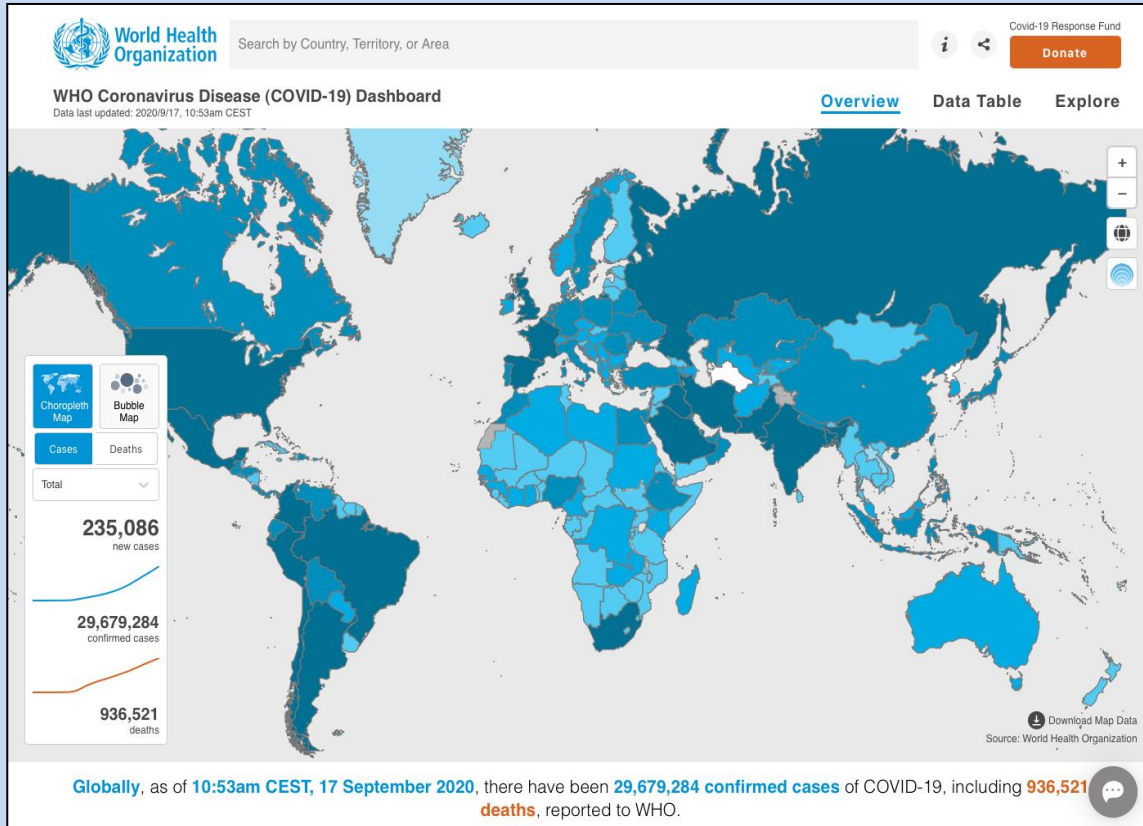 World Health
Organization
Search by Country, Territory, or Area
i
Covid-19 Response Fund
Donate
WHO Coronavirus Disease (COVID-19) Dashboard
Data last updated: 2020/9/17, 10:53am CEST
Overview
Data Table
Explore
+
−
Choropleth
Map
Bubble
Map
Cases
Deaths
Total
235,086
new cases
29,679,284
confirmed cases
936,521
deaths
Download Map Data
Source: World Health Organization
Globally, as of 10:53am CEST, 17 September 2020, there have been 29,679,284 confirmed cases of COVID-19, including 936,521
deaths, reported to WHO.